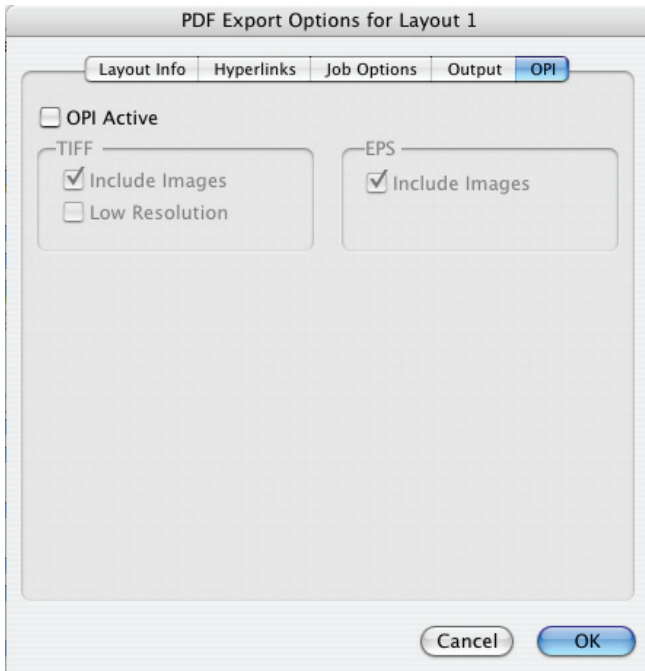 PDF Export Options for Layout 1
Layout Info Hyperlinks Job Options Output OPI
OPI Active
TIFF EPS
Include Images Include Images
Low Resolution
Cancel OK